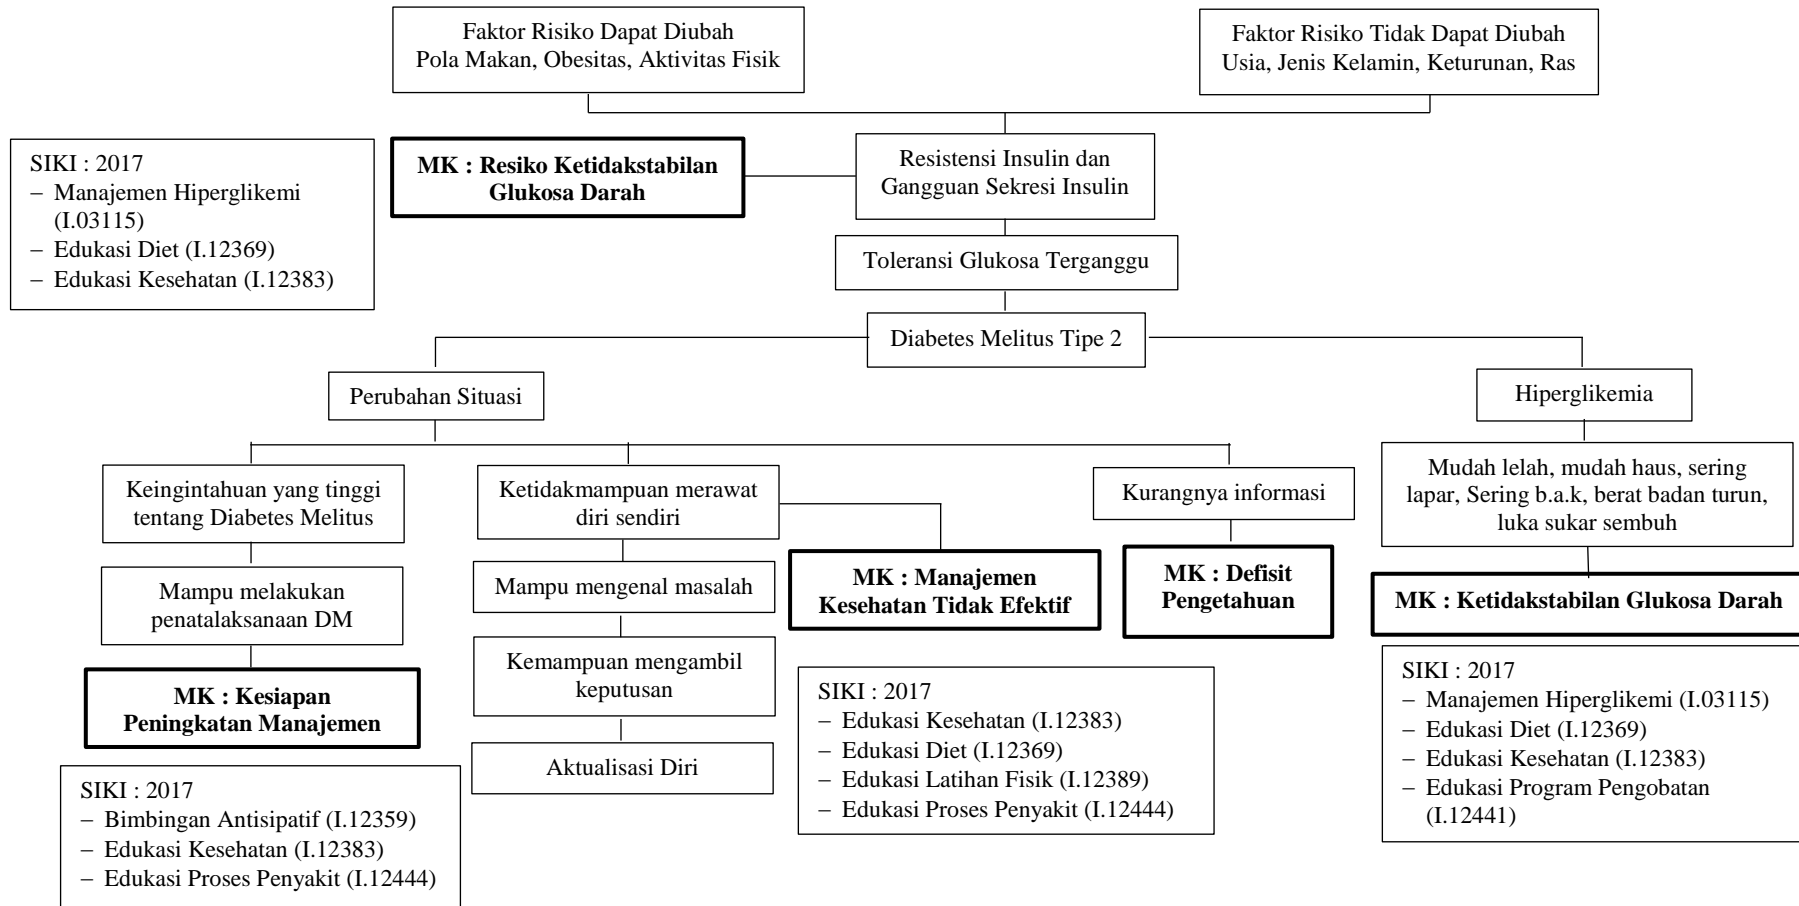 Faktor Risiko Dapat Diubah
Pola Makan, Obesitas, Aktivitas Fisik
Faktor Risiko Tidak Dapat Diubah
Usia, Jenis Kelamin, Keturunan, Ras
SIKI : 2017
– Manajemen Hiperglikemi
(I.03115)
– Edukasi Diet (I.12369)
– Edukasi Kesehatan (I.12383)
MK : Resiko Ketidakstabilan
Glukosa Darah
Resistensi Insulin dan
Gangguan Sekresi Insulin
Toleransi Glukosa Terganggu
Diabetes Melitus Tipe 2
Perubahan Situasi
Hiperglikemia
Keingintahuan yang tinggi
tentang Diabetes Melitus
Ketidakmampuan merawat
diri sendiri
Kurangnya informasi
Mudah lelah, mudah haus, sering
lapar, Sering b.a.k, berat badan turun,
luka sukar sembuh
Mampu melakukan
penatalaksanaan DM
Mampu mengenal masalah
MK : Manajemen
Kesehatan Tidak Efektif
MK : Defisit
Pengetahuan
MK : Ketidakstabilan Glukosa Darah
MK : Kesiapan
Peningkatan Manajemen
Kemampuan mengambil
keputusan
Aktualisasi Diri
SIKI : 2017
– Bimbingan Antisipatif (I.12359)
– Edukasi Kesehatan (I.12383)
– Edukasi Proses Penyakit (I.12444)
SIKI : 2017
– Edukasi Kesehatan (I.12383)
– Edukasi Diet (I.12369)
– Edukasi Latihan Fisik (I.12389)
– Edukasi Proses Penyakit (I.12444)
SIKI : 2017
– Manajemen Hiperglikemi (I.03115)
– Edukasi Diet (I.12369)
– Edukasi Kesehatan (I.12383)
– Edukasi Program Pengobatan
(I.12441)